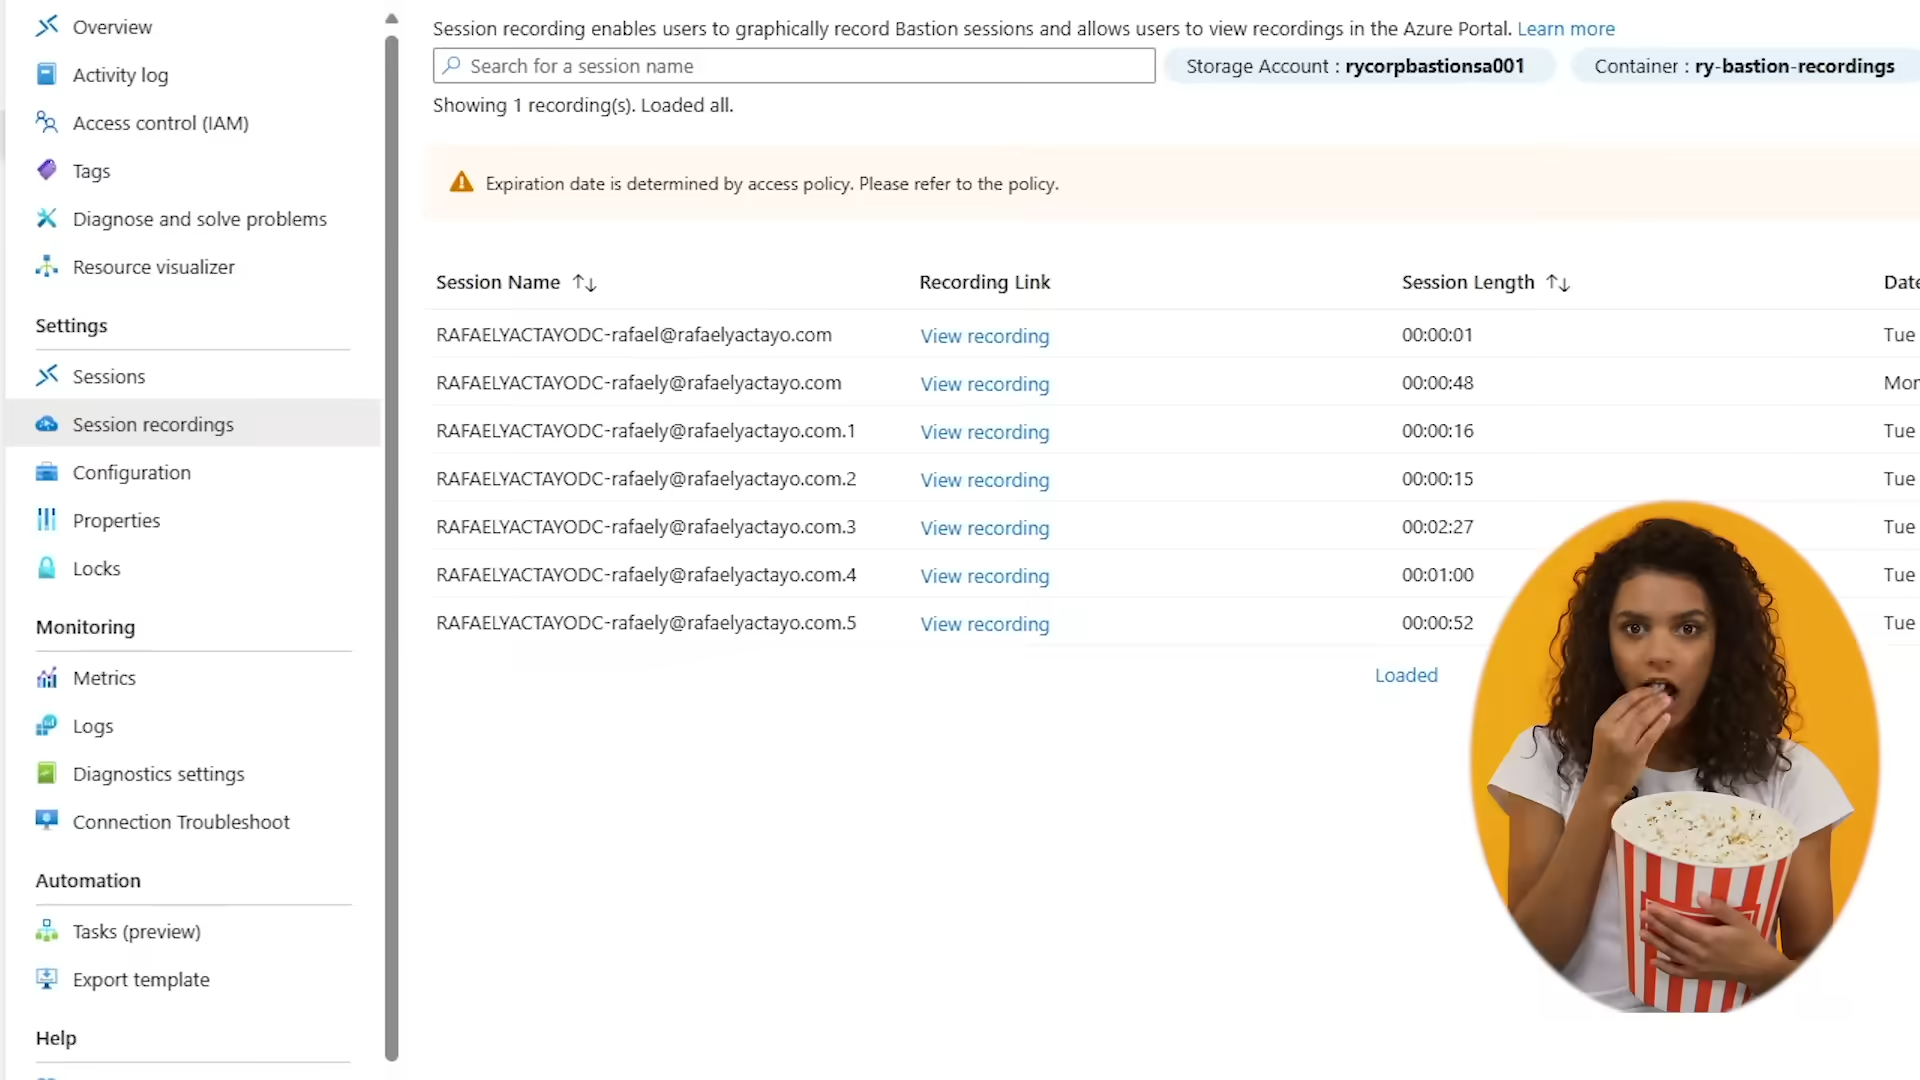 Overview
Activity log
Access control (IAM)
Tags
Diagnose and solve problems
Resource visualizer
Settings
Sessions
Session recordings
Configuration
Properties
Locks
Monitoring
Metrics
Logs
Diagnostics settings
Connection Troubleshoot
Automation
Tasks (preview)
Export template
Help
Session recording enables users to graphically record Bastion sessions and allows users to view recordings in the Azure Portal. Learn more
Search for a session name
Storage Account : rycorpbastionsa001
Container : ry-bastion-recordings
Showing 1 recording(s). Loaded all.
Expiration date is determined by access policy. Please refer to the policy.
Session Name Recording Link Session Length Date
RAFAELYACTAYODC-rafael@rafaelyactayo.com View recording 00:00:01 Tue
RAFAELYACTAYODC-rafaely@rafaelyactayo.com View recording 00:00:48 Mon
RAFAELYACTAYODC-rafaely@rafaelyactayo.com.1 View recording 00:00:16 Tue
RAFAELYACTAYODC-rafaely@rafaelyactayo.com.2 View recording 00:00:15 Tue
RAFAELYACTAYODC-rafaely@rafaelyactayo.com.3 View recording 00:02:27 Tue
RAFAELYACTAYODC-rafaely@rafaelyactayo.com.4 View recording 00:01:00 Tue
RAFAELYACTAYODC-rafaely@rafaelyactayo.com.5 View recording 00:00:52 Tue
Loaded